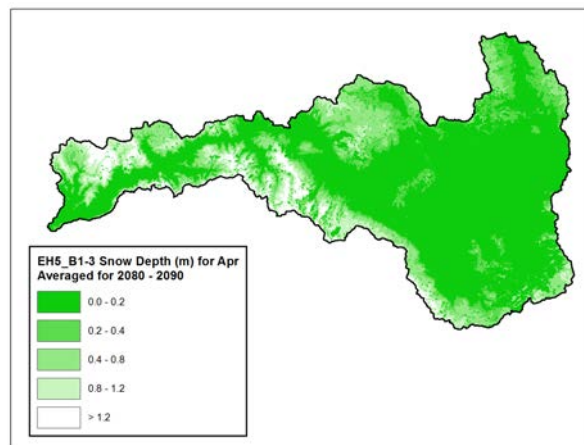 EH5_B1-3 Snow Depth (m) for Apr
Averaged for 2080 - 2090
0.0 - 0.2
0.2 - 0.4
0.4 - 0.8
0.8 - 1.2
> 1.2